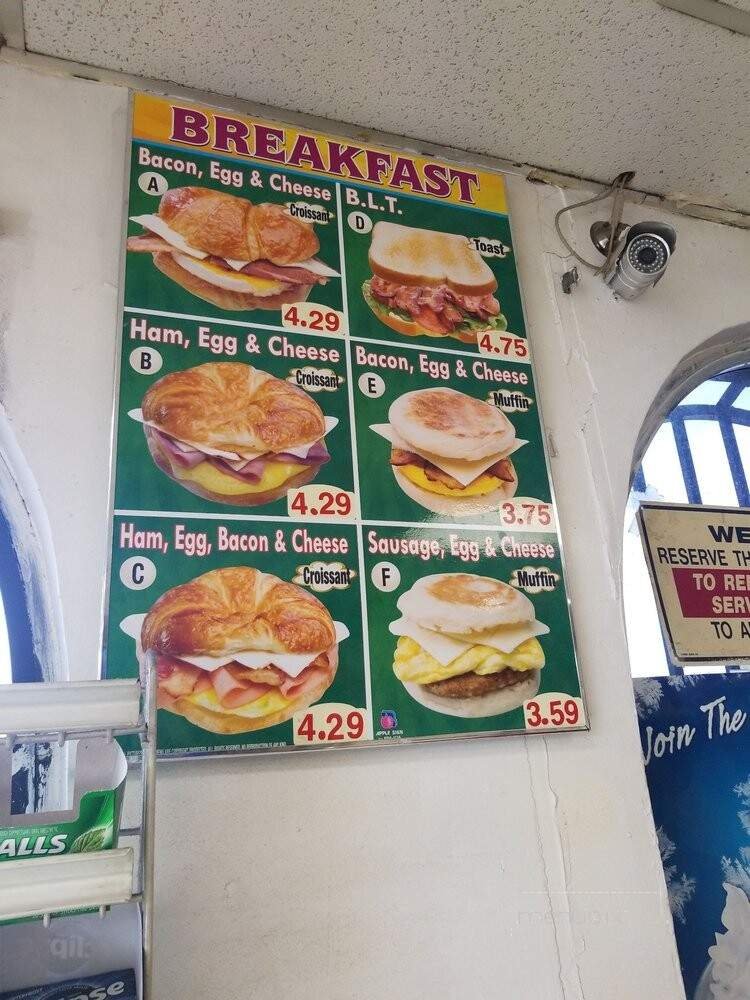 BREAKFAST
Bacon, Egg & Cheese
A
Croissant
4.29
B.L.T.
D
Toast
4.75
Ham, Egg & Cheese
B
Croissant
4.29
Bacon, Egg & Cheese
E
Muffin
3.75
Ham, Egg, Bacon & Cheese
C
Croissant
4.29
Sausage, Egg & Cheese
F
Muffin
3.59
APPLE SIGN
WE
RESERVE TH
TO RE
SERV
TO A
Join The
ALLS